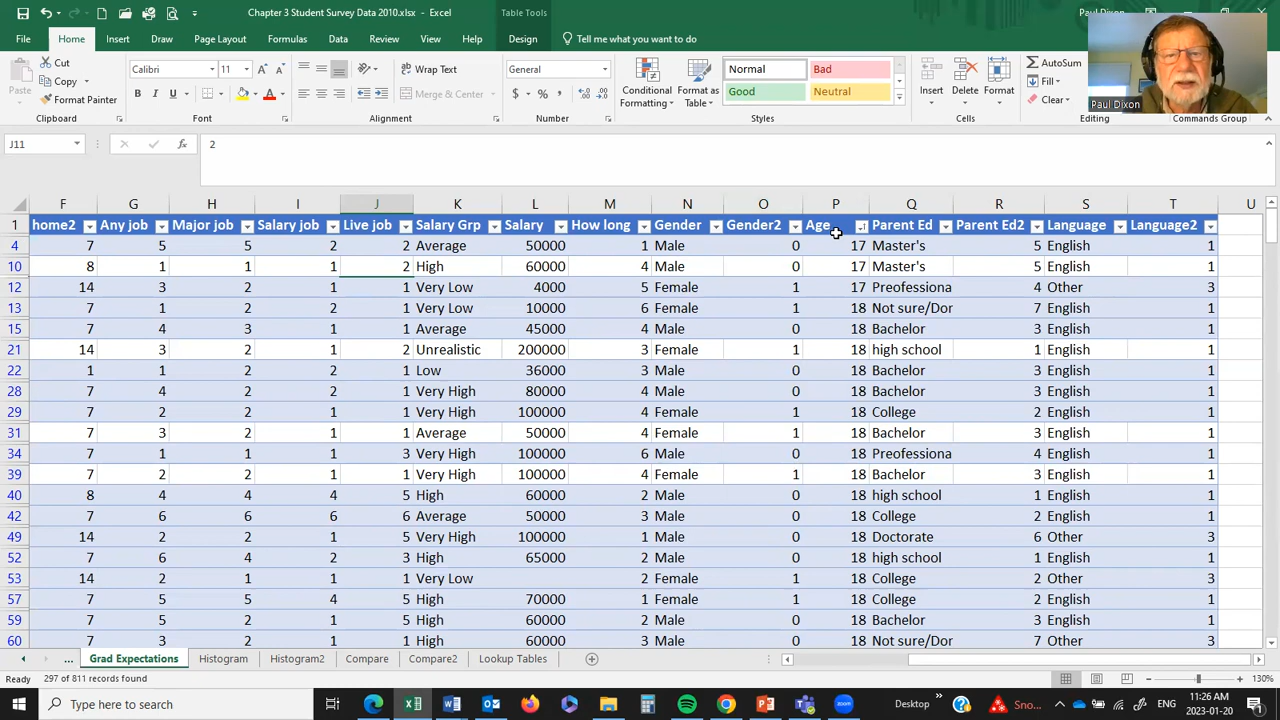 Chapter 3 Student Survey Data 2010.xlsx - Excel
Table Tools
Paul Dixon
File Home Insert Draw Page Layout Formulas Data Review View Help Design Tell me what you want to do
Paste
Cut
Copy
Format Painter
Calibri 11
B I U
Wrap Text
Merge & Center
General
$ % ,
Conditional Formatting
Format as Table
Normal Bad
Good Neutral
Insert Delete Format
AutoSum
Fill
Clear
Paul Dixon
Clipboard Font Alignment Number Styles Cells Editing Commands Group
J11 fx 2
F G H I J K L M N O P Q R S T U
1 home2 Any job Major job Salary job Live job Salary Grp Salary How long Gender Gender2 Age Parent Ed Parent Ed2 Language Language2
4 7 5 5 2 2 Average 50000 1 Male 0 17 Master's 5 English 1
10 8 1 1 1 2 High 60000 4 Male 0 17 Master's 5 English 1
12 14 3 2 1 1 Very Low 4000 5 Female 1 17 Preofessiona 4 Other 3
13 7 1 2 2 1 Very Low 10000 6 Female 1 18 Not sure/Dor 7 English 1
15 7 4 3 1 1 Average 45000 4 Male 0 18 Bachelor 3 English 1
21 14 3 2 1 2 Unrealistic 200000 3 Female 1 18 high school 1 English 1
22 1 1 2 2 1 Low 36000 3 Male 0 18 Bachelor 3 English 1
28 7 4 2 2 1 Very High 80000 4 Male 0 18 Bachelor 3 English 1
29 7 2 2 1 1 Very High 100000 4 Female 1 18 College 2 English 1
31 7 3 2 1 1 Average 50000 4 Female 1 18 Bachelor 3 English 1
34 7 1 1 1 3 Very High 100000 6 Male 0 18 Preofessiona 4 English 1
39 7 2 2 1 1 Very High 100000 4 Female 1 18 Bachelor 3 English 1
40 8 4 4 4 5 High 60000 2 Male 0 18 high school 1 English 1
42 7 6 6 6 6 Average 50000 3 Male 0 18 College 2 English 1
49 14 2 2 1 5 Very High 100000 1 Male 0 18 Doctorate 6 Other 3
52 7 6 4 2 3 High 65000 2 Male 0 18 high school 1 English 1
53 14 2 1 1 1 Very Low 2 Female 1 18 College 2 Other 3
57 7 5 5 4 5 High 70000 1 Female 1 18 College 2 English 1
59 7 5 2 1 5 High 60000 2 Male 0 18 Bachelor 3 English 1
60 7 3 2 1 1 High 60000 3 Male 0 18 Not sure/Dor 7 Other 3
... Grad Expectations Histogram Histogram2 Compare Compare2 Lookup Tables
Ready 297 of 811 records found 130%
Type here to search
Desktop
Sno...
ENG
11:26 AM
2023-01-20